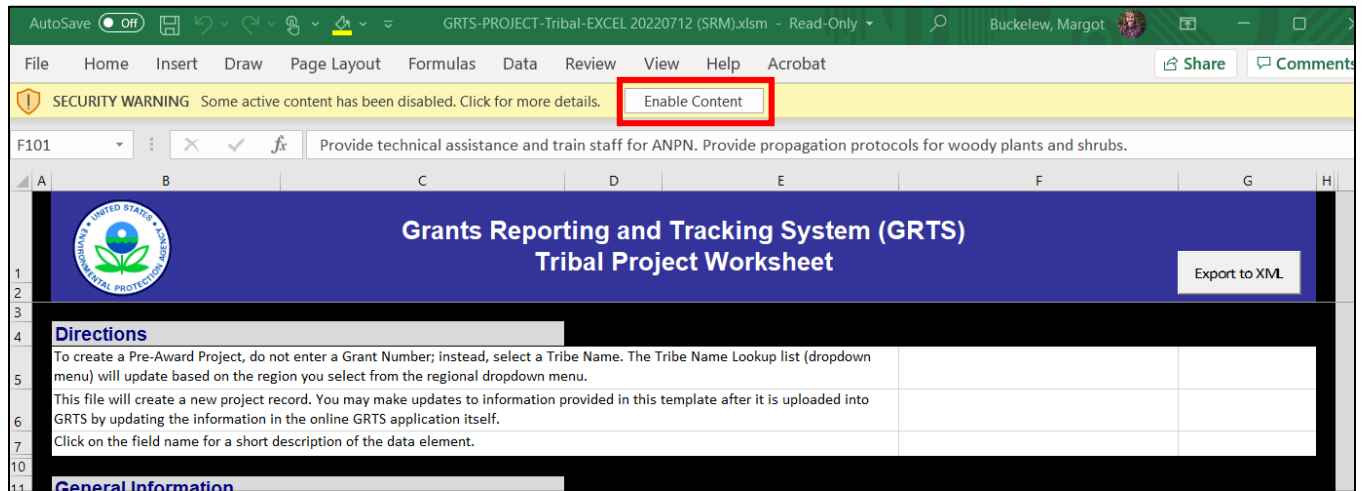 AutoSave Off GRTS-PROJECT-Tribal-EXCEL 20220712 (SRM).xlsm - Read-Only Buckelew, Margot
File Home Insert Draw Page Layout Formulas Data Review View Help Acrobat Share Comments
SECURITY WARNING Some active content has been disabled. Click for more details. Enable Content
F101 fx Provide technical assistance and train staff for ANPN. Provide propagation protocols for woody plants and shrubs.
A B C D E F G H
UNITED STATES ENVIRONMENTAL PROTECTION AGENCY
Grants Reporting and Tracking System (GRTS)
1 Tribal Project Worksheet
Export to XML
2
3
4 Directions
To create a Pre-Award Project, do not enter a Grant Number; instead, select a Tribe Name. The Tribe Name Lookup list (dropdown
5 menu) will update based on the region you select from the regional dropdown menu.
This file will create a new project record. You may make updates to information provided in this template after it is uploaded into
6 GRTS by updating the information in the online GRTS application itself.
7 Click on the field name for a short description of the data element.
10
11 General Information